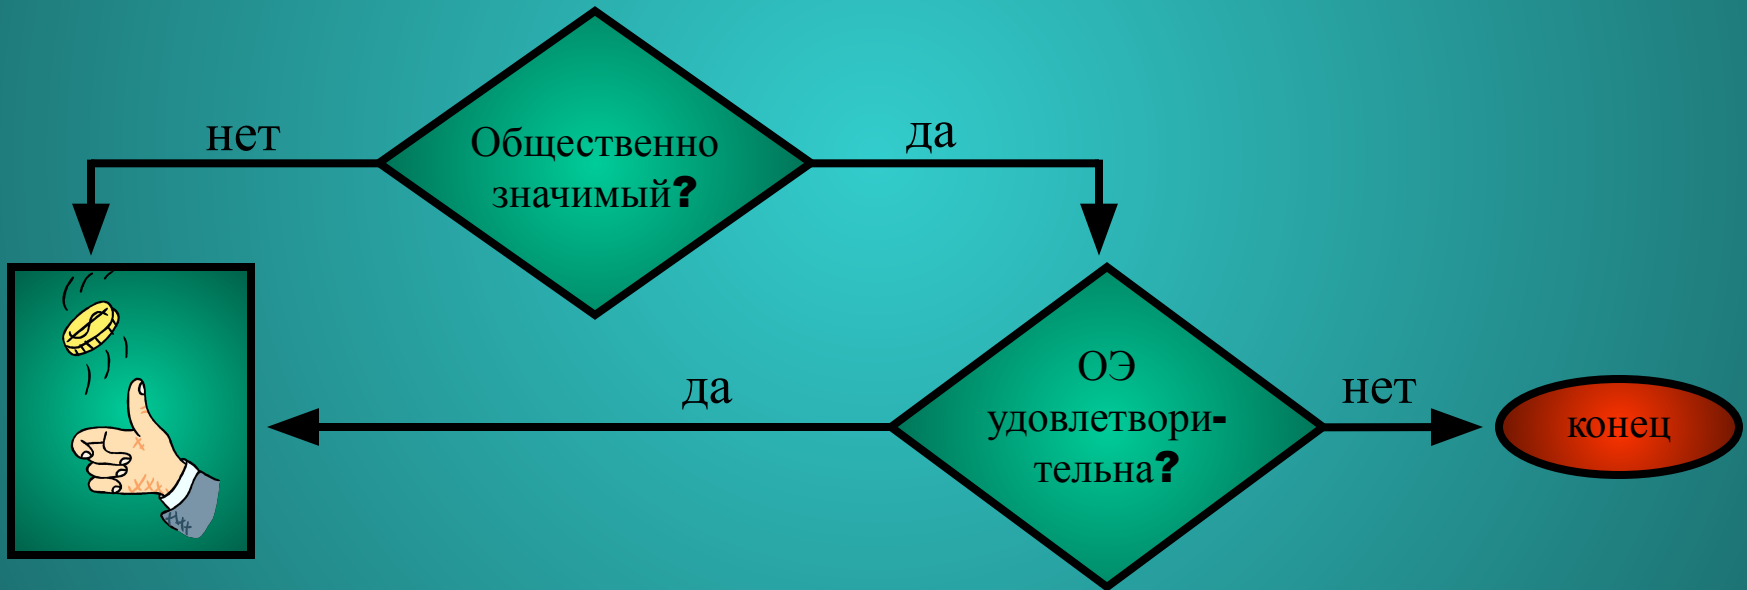 нет
Общественно
значимый?
да
да
ОЭ
удовлетвори-
тельна?
нет
конец